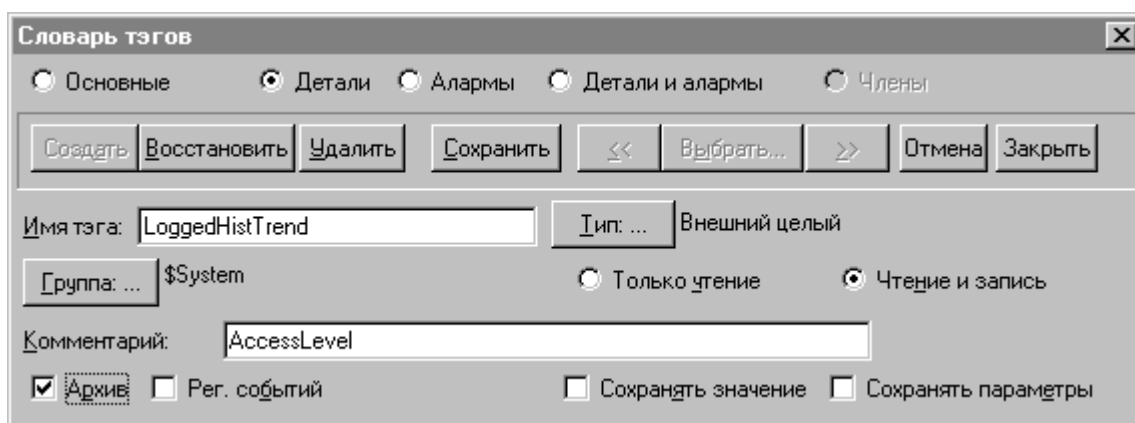 Словарь тэгов
Основные Детали Алармы Детали и алармы Члены
Создать Восстановить Удалить Сохранить << Выбрать... >> Отмена Закрыть
Имя тэга: LoggedHistTrend Тип: ... Внешний целый
Группа: ... $System Только чтение Чтение и запись
Комментарий: AccessLevel
Архив Рег. событий Сохранять значение Сохранять параметры